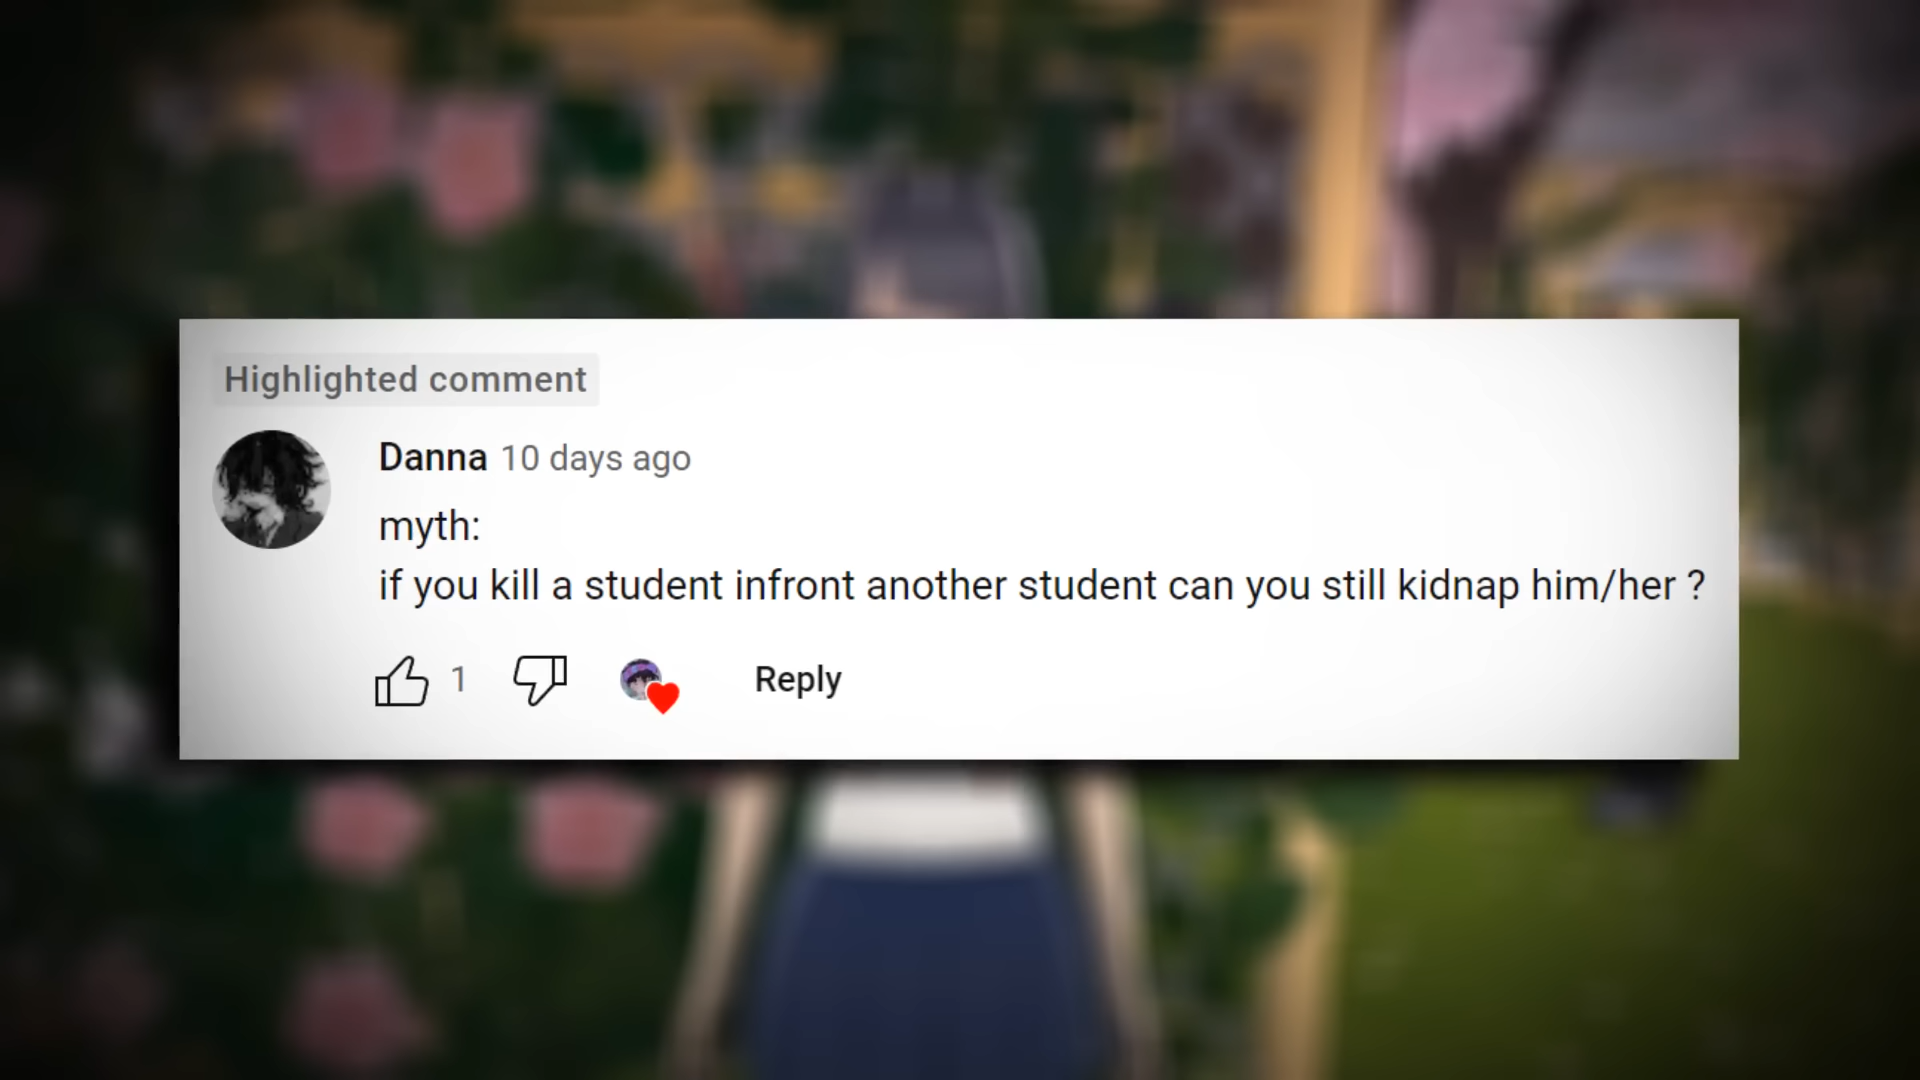 Highlighted comment
Danna 10 days ago
myth:
if you kill a student infront another student can you still kidnap him/her ?
1
Reply